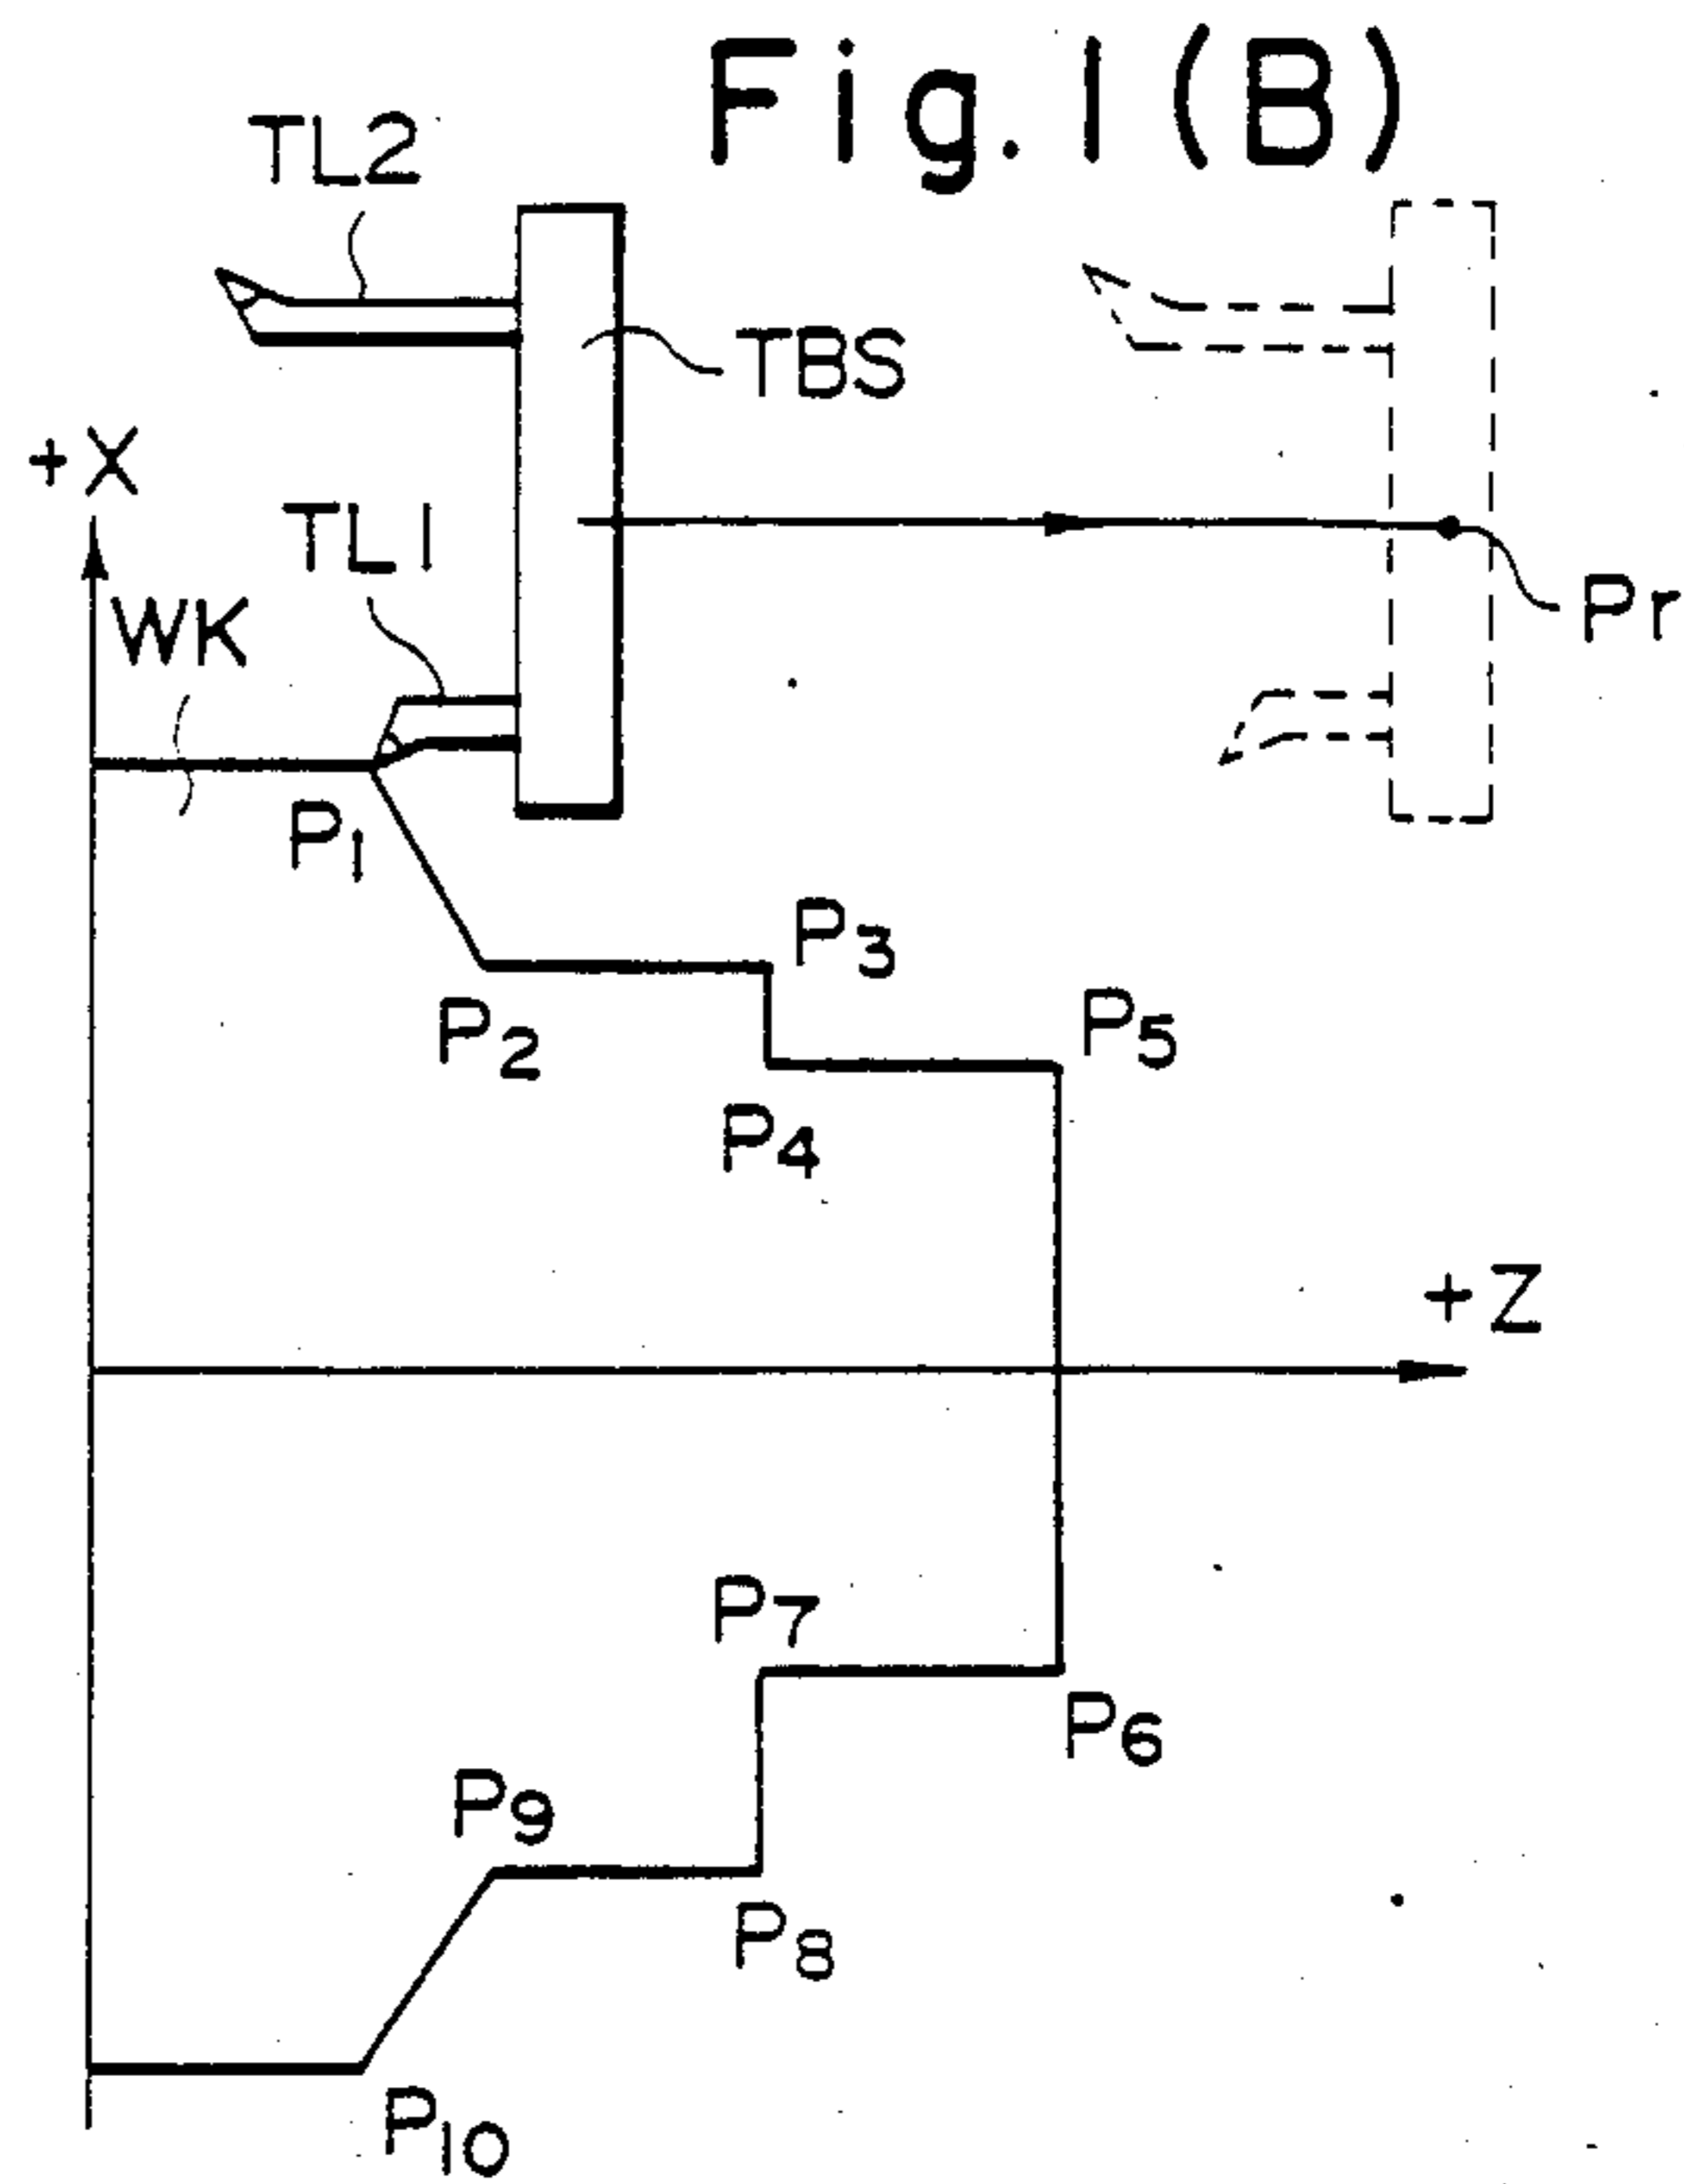 Fig. 1 (B)
TL2
TBS
+X
TL1
Pr
WK
P1
P3
P2
P5
P4
+Z
P7
P6
P9
P8
P10